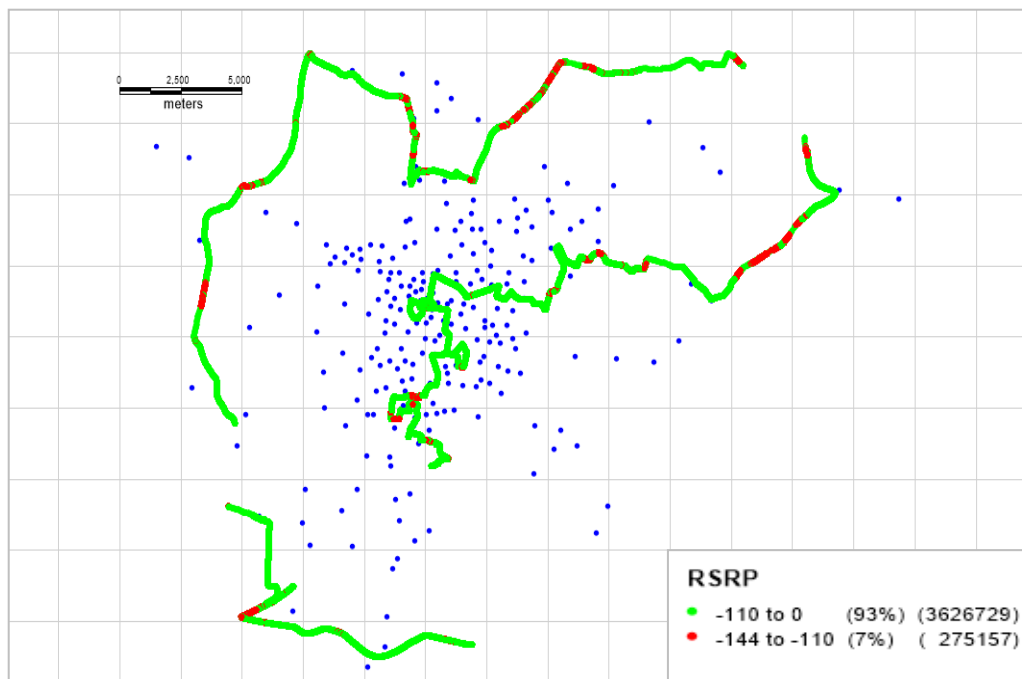 0 2,500 5,000
meters
RSRP
-110 to 0 (93%) (3626729)
-144 to -110 (7%) ( 275157)